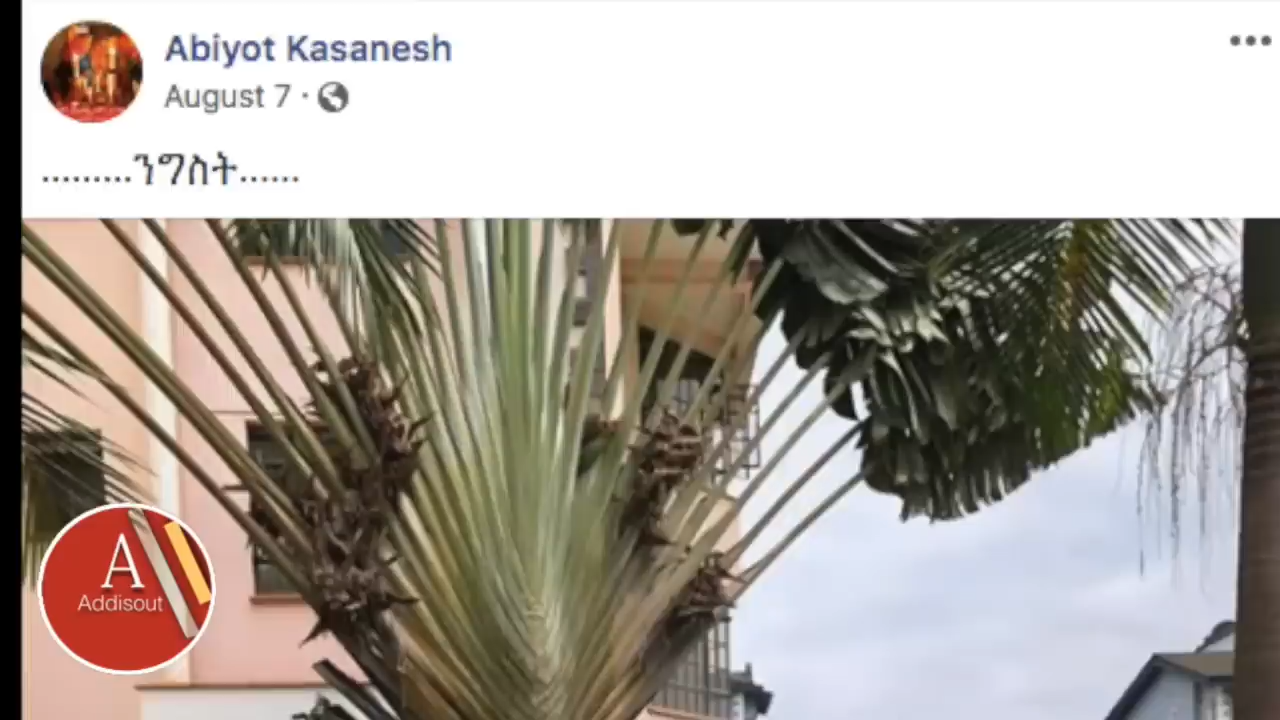 Abiyot Kasanesh
August 7 ·
.........ንግስት......
A
Addisout